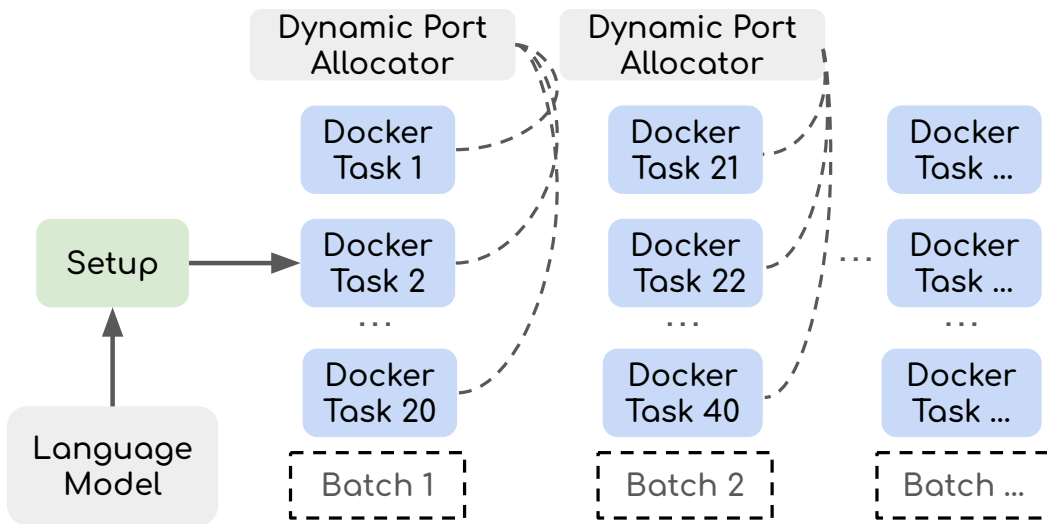 Dynamic Port
Allocator
Dynamic Port
Allocator
Docker
Task 1
Docker
Task 21
Docker
Task ...
Setup
Docker
Task 2
Docker
Task 22
...
Docker
Task ...
...
...
...
Language
Model
Docker
Task 20
Docker
Task 40
Docker
Task ...
Batch 1
Batch 2
Batch ...